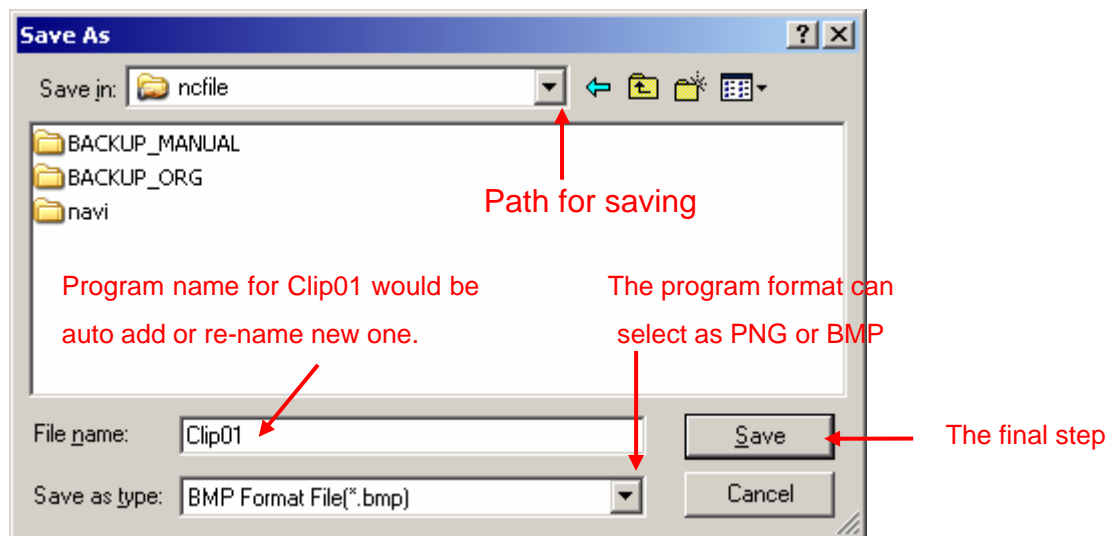 Save As
Save in: ncfile
BACKUP_MANUAL
BACKUP_ORG
navi
Path for saving
Program name for Clip01 would be
auto add or re-name new one.
The program format can
select as PNG or BMP
File name: Clip01
Save
The final step
Save as type: BMP Format File(*.bmp)
Cancel